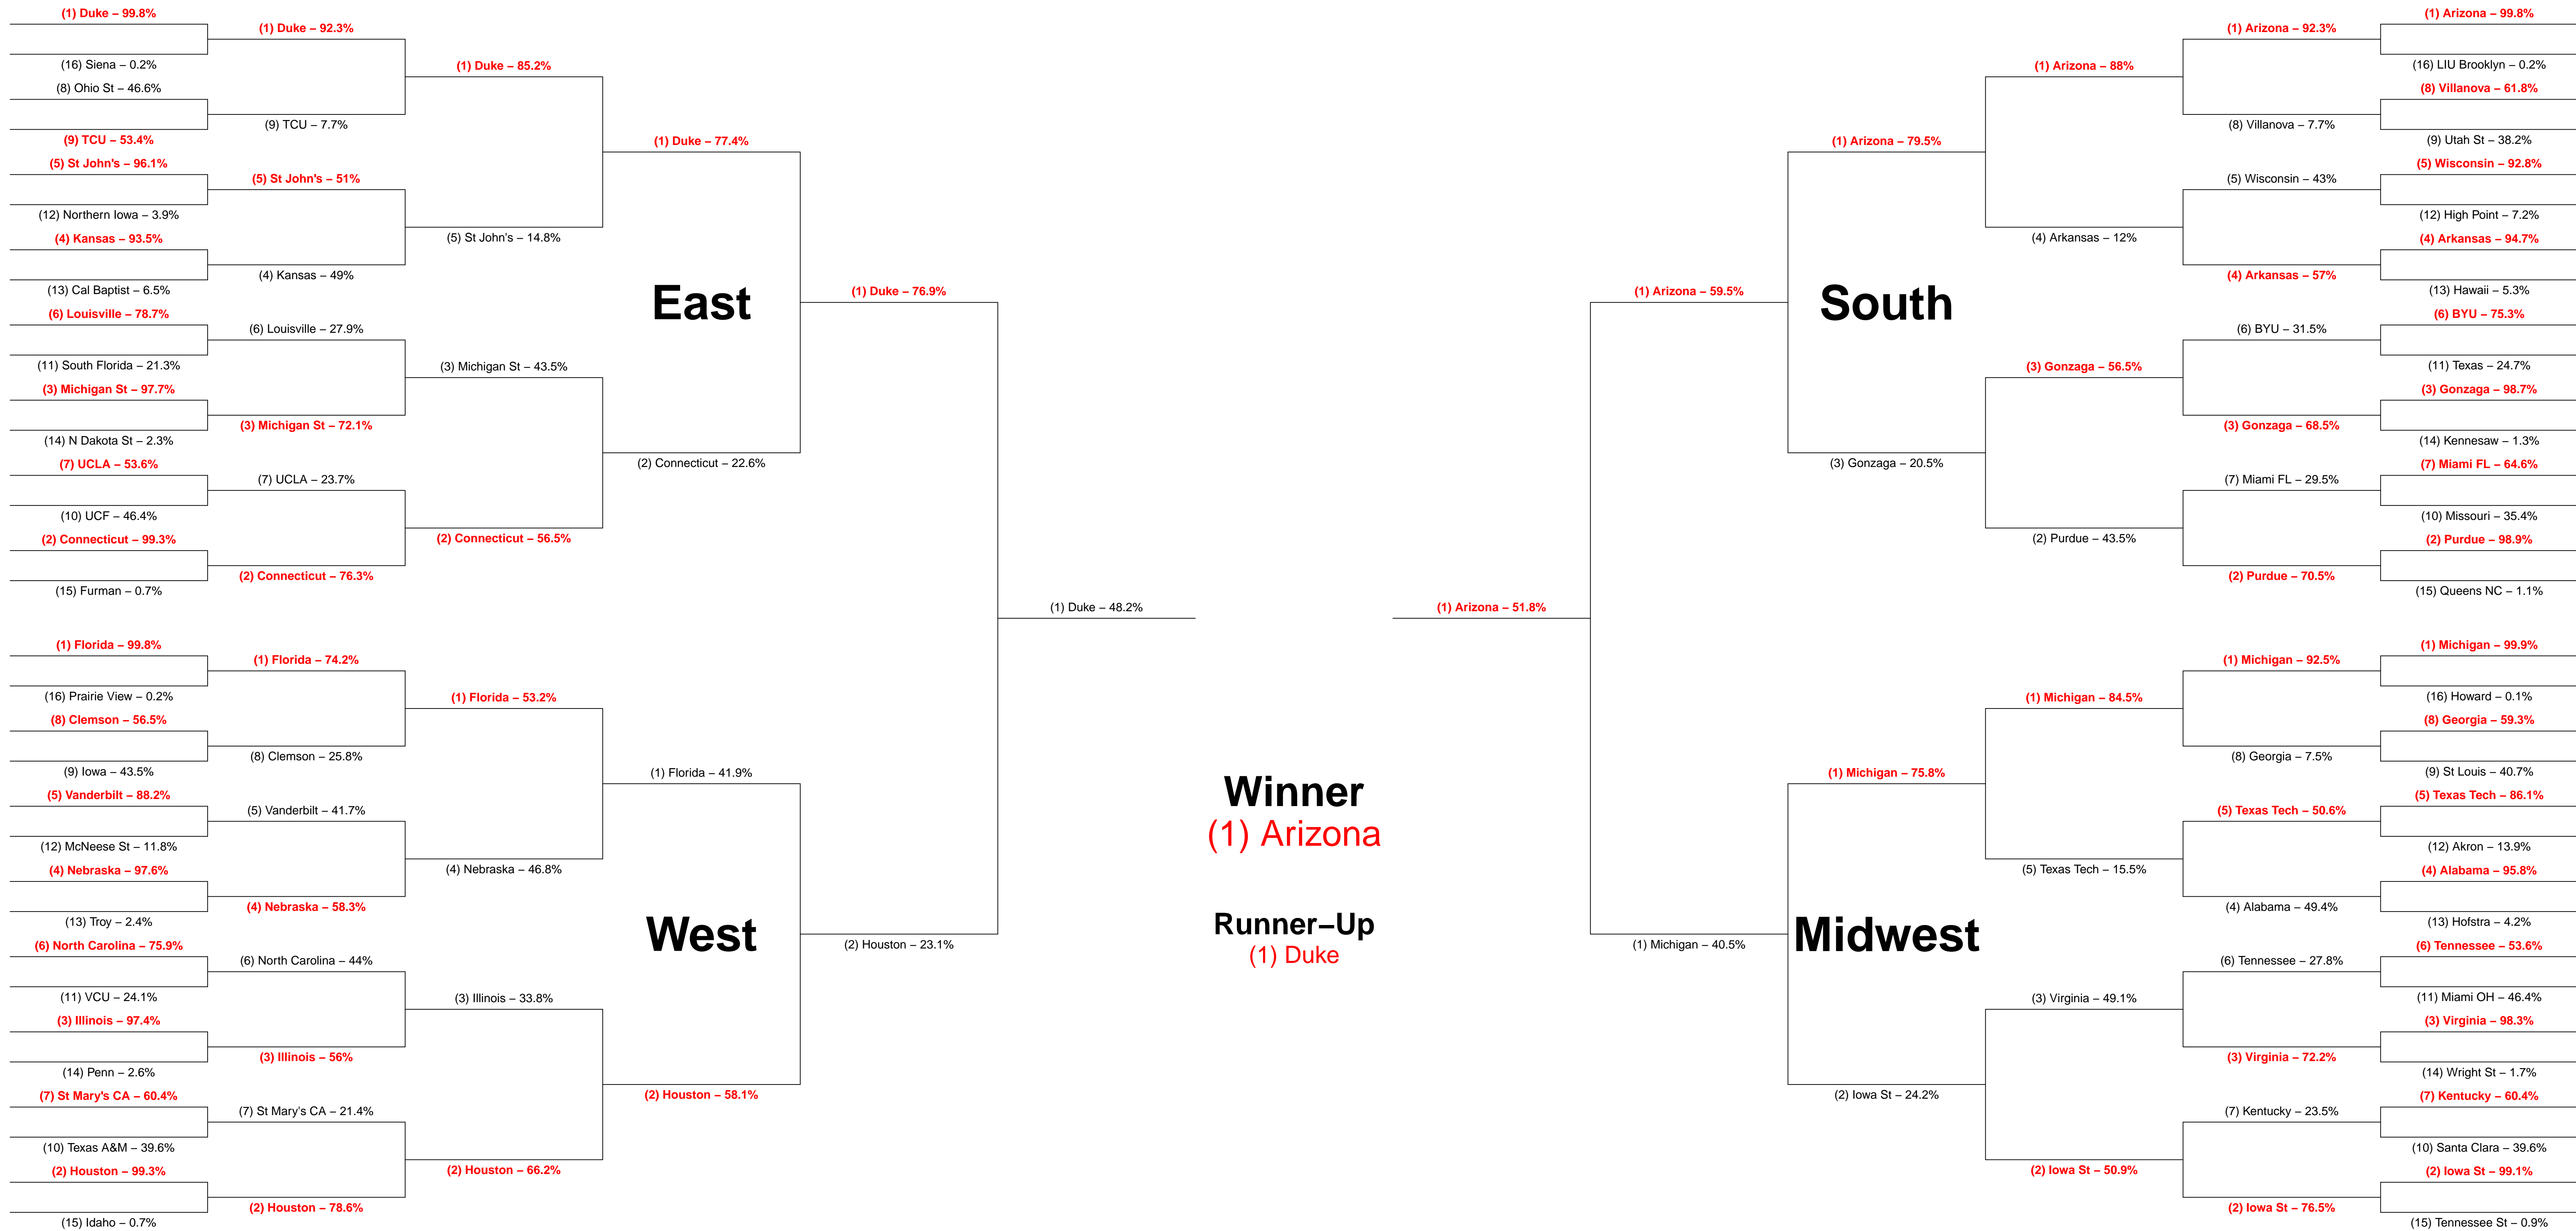 (1) Duke – 99.8%
(16) Siena – 0.2%
(8) Ohio St – 46.6%
(9) TCU – 53.4%
(5) St John's – 96.1%
(12) Northern Iowa – 3.9%
(4) Kansas – 93.5%
(13) Cal Baptist – 6.5%
(6) Louisville – 78.7%
(11) South Florida – 21.3%
(3) Michigan St – 97.7%
(14) N Dakota St – 2.3%
(7) UCLA – 53.6%
(10) UCF – 46.4%
(2) Connecticut – 99.3%
(15) Furman – 0.7%
(1) Duke – 92.3%
(9) TCU – 7.7%
(5) St John's – 51%
(4) Kansas – 49%
(6) Louisville – 27.9%
(3) Michigan St – 72.1%
(7) UCLA – 23.7%
(2) Connecticut – 76.3%
(1) Duke – 85.2%
(5) St John's – 14.8%
(3) Michigan St – 43.5%
(2) Connecticut – 56.5%
(1) Duke – 77.4%
East
(2) Connecticut – 22.6%
(1) Florida – 99.8%
(16) Prairie View – 0.2%
(8) Clemson – 56.5%
(9) Iowa – 43.5%
(5) Vanderbilt – 88.2%
(12) McNeese St – 11.8%
(4) Nebraska – 97.6%
(13) Troy – 2.4%
(6) North Carolina – 75.9%
(11) VCU – 24.1%
(3) Illinois – 97.4%
(14) Penn – 2.6%
(7) St Mary's CA – 60.4%
(10) Texas A&M – 39.6%
(2) Houston – 99.3%
(15) Idaho – 0.7%
(1) Florida – 74.2%
(8) Clemson – 25.8%
(5) Vanderbilt – 41.7%
(4) Nebraska – 58.3%
(6) North Carolina – 44%
(3) Illinois – 56%
(7) St Mary's CA – 21.4%
(2) Houston – 78.6%
(1) Florida – 53.2%
(4) Nebraska – 46.8%
(3) Illinois – 33.8%
(2) Houston – 66.2%
(1) Florida – 41.9%
West
(2) Houston – 58.1%
(1) Duke – 76.9%
(2) Houston – 23.1%
(1) Duke – 48.2%
Winner
(1) Arizona
Runner–Up
(1) Duke
(1) Arizona – 51.8%
(1) Arizona – 59.5%
(1) Michigan – 40.5%
(1) Arizona – 79.5%
South
(3) Gonzaga – 20.5%
(1) Arizona – 88%
(4) Arkansas – 12%
(3) Gonzaga – 56.5%
(2) Purdue – 43.5%
(1) Arizona – 92.3%
(8) Villanova – 7.7%
(5) Wisconsin – 43%
(4) Arkansas – 57%
(6) BYU – 31.5%
(3) Gonzaga – 68.5%
(7) Miami FL – 29.5%
(2) Purdue – 70.5%
(1) Arizona – 99.8%
(16) LIU Brooklyn – 0.2%
(8) Villanova – 61.8%
(9) Utah St – 38.2%
(5) Wisconsin – 92.8%
(12) High Point – 7.2%
(4) Arkansas – 94.7%
(13) Hawaii – 5.3%
(6) BYU – 75.3%
(11) Texas – 24.7%
(3) Gonzaga – 98.7%
(14) Kennesaw – 1.3%
(7) Miami FL – 64.6%
(10) Missouri – 35.4%
(2) Purdue – 98.9%
(15) Queens NC – 1.1%
(1) Michigan – 75.8%
Midwest
(2) Iowa St – 24.2%
(1) Michigan – 84.5%
(5) Texas Tech – 15.5%
(3) Virginia – 49.1%
(2) Iowa St – 50.9%
(1) Michigan – 92.5%
(8) Georgia – 7.5%
(5) Texas Tech – 50.6%
(4) Alabama – 49.4%
(6) Tennessee – 27.8%
(3) Virginia – 72.2%
(7) Kentucky – 23.5%
(2) Iowa St – 76.5%
(1) Michigan – 99.9%
(16) Howard – 0.1%
(8) Georgia – 59.3%
(9) St Louis – 40.7%
(5) Texas Tech – 86.1%
(12) Akron – 13.9%
(4) Alabama – 95.8%
(13) Hofstra – 4.2%
(6) Tennessee – 53.6%
(11) Miami OH – 46.4%
(3) Virginia – 98.3%
(14) Wright St – 1.7%
(7) Kentucky – 60.4%
(10) Santa Clara – 39.6%
(2) Iowa St – 99.1%
(15) Tennessee St – 0.9%